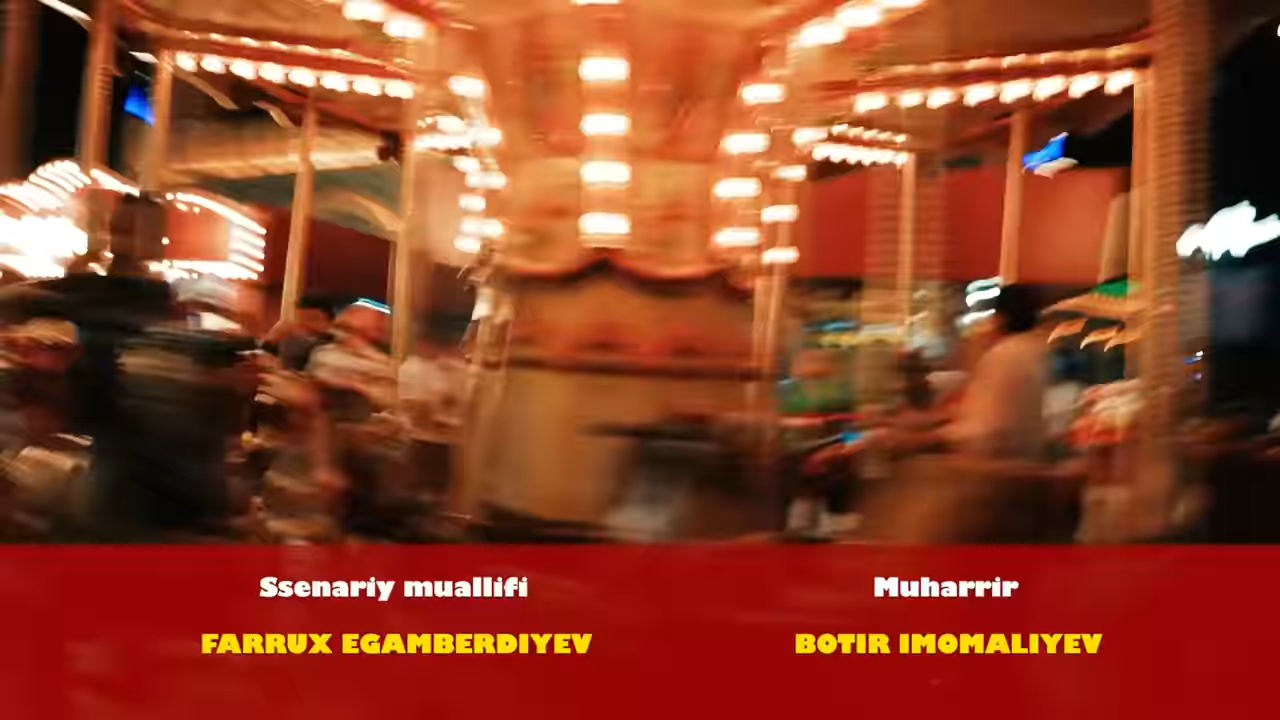 Ssenariy muallifi
FARRUX EGAMBERDIYEV
Muharrir
BOTIR IMOMALIYEV